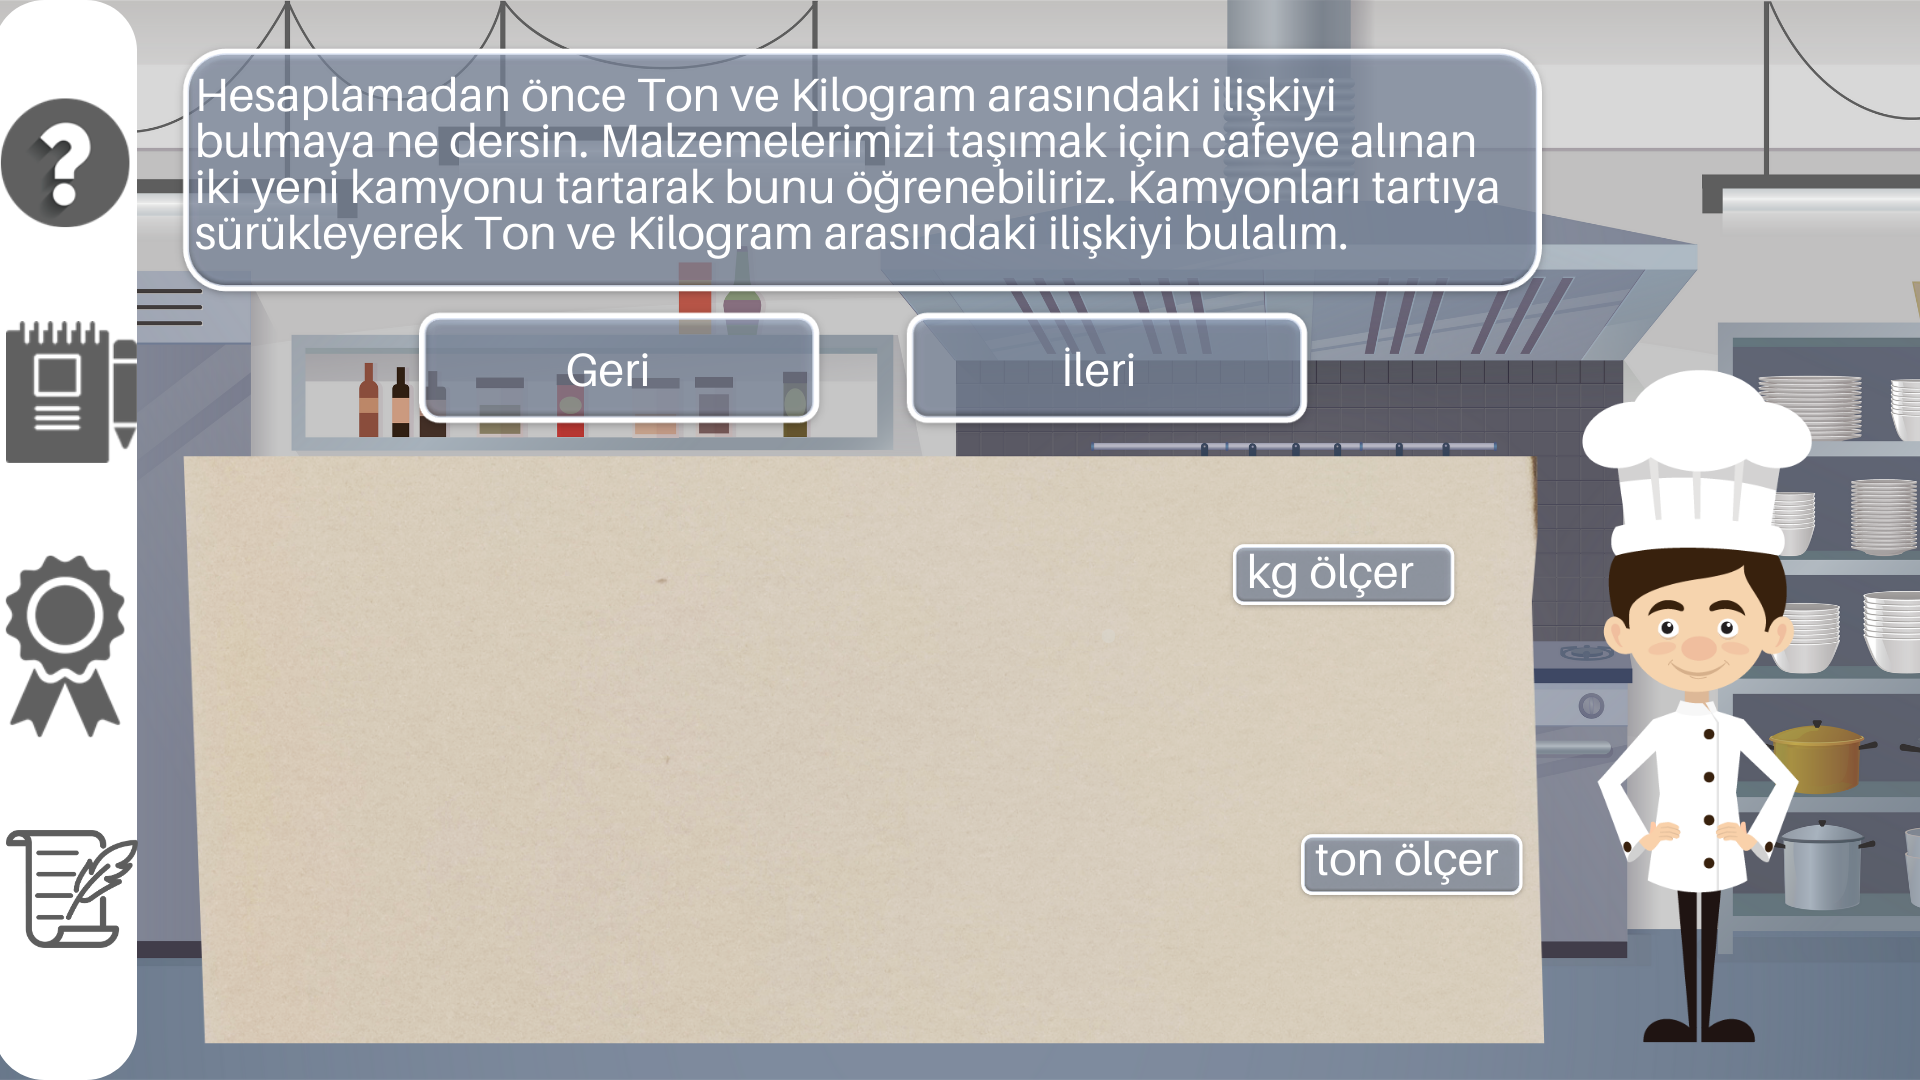 Hesaplamadan önce Ton ve Kilogram arasındaki ilişkiyi
bulmaya ne dersin. Malzemelerimizi taşımak için cafeye alınan
iki yeni kamyonu tartarak bunu öğrenebiliriz. Kamyonları tartıya
sürükleyerek Ton ve Kilogram arasındaki ilişkiyi bulalım.
Geri
İleri
kg ölçer
ton ölçer